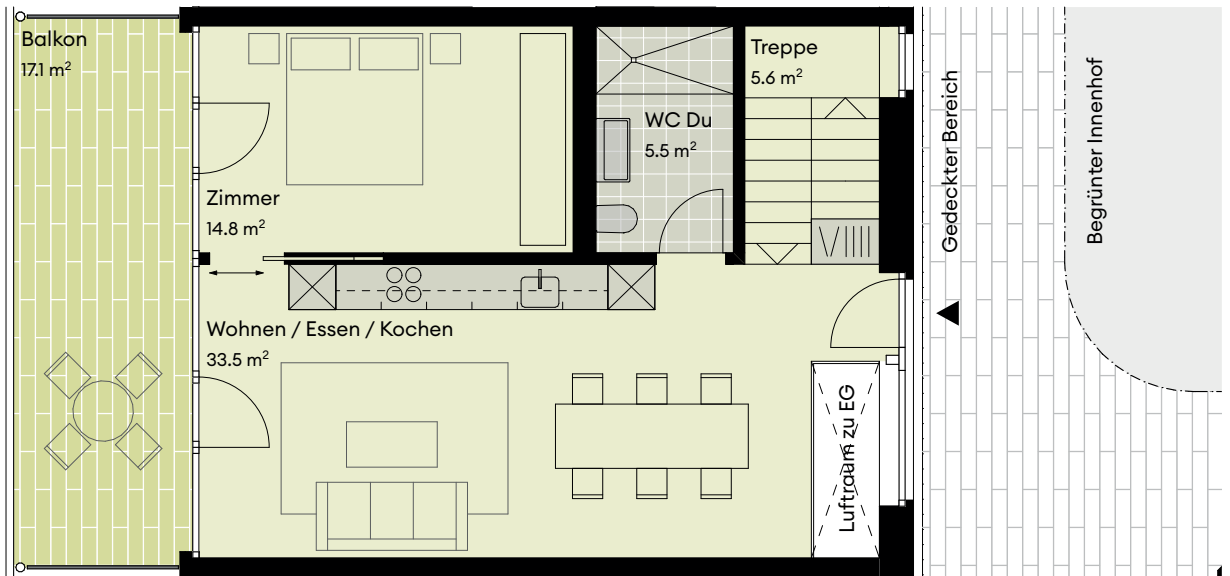 Balkon
17.1 m²
Zimmer
14.8 m²
WC Du
5.5 m²
Treppe
5.6 m²
Wohnen / Essen / Kochen
33.5 m²
Luftraum zu EG
Gedeckter Bereich
Begrünter Innenhof